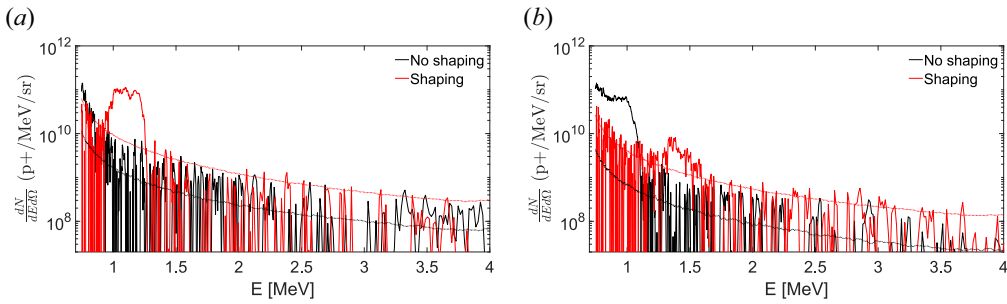 (a)
10^12
10^10
10^8
dN/dEdΩ (p+/MeV/sr)
No shaping
Shaping
1 1.5 2 2.5 3 3.5 4
E [MeV]
(b)
10^12
10^10
10^8
dN/dEdΩ (p+/MeV/sr)
No shaping
Shaping
1 1.5 2 2.5 3 3.5 4
E [MeV]